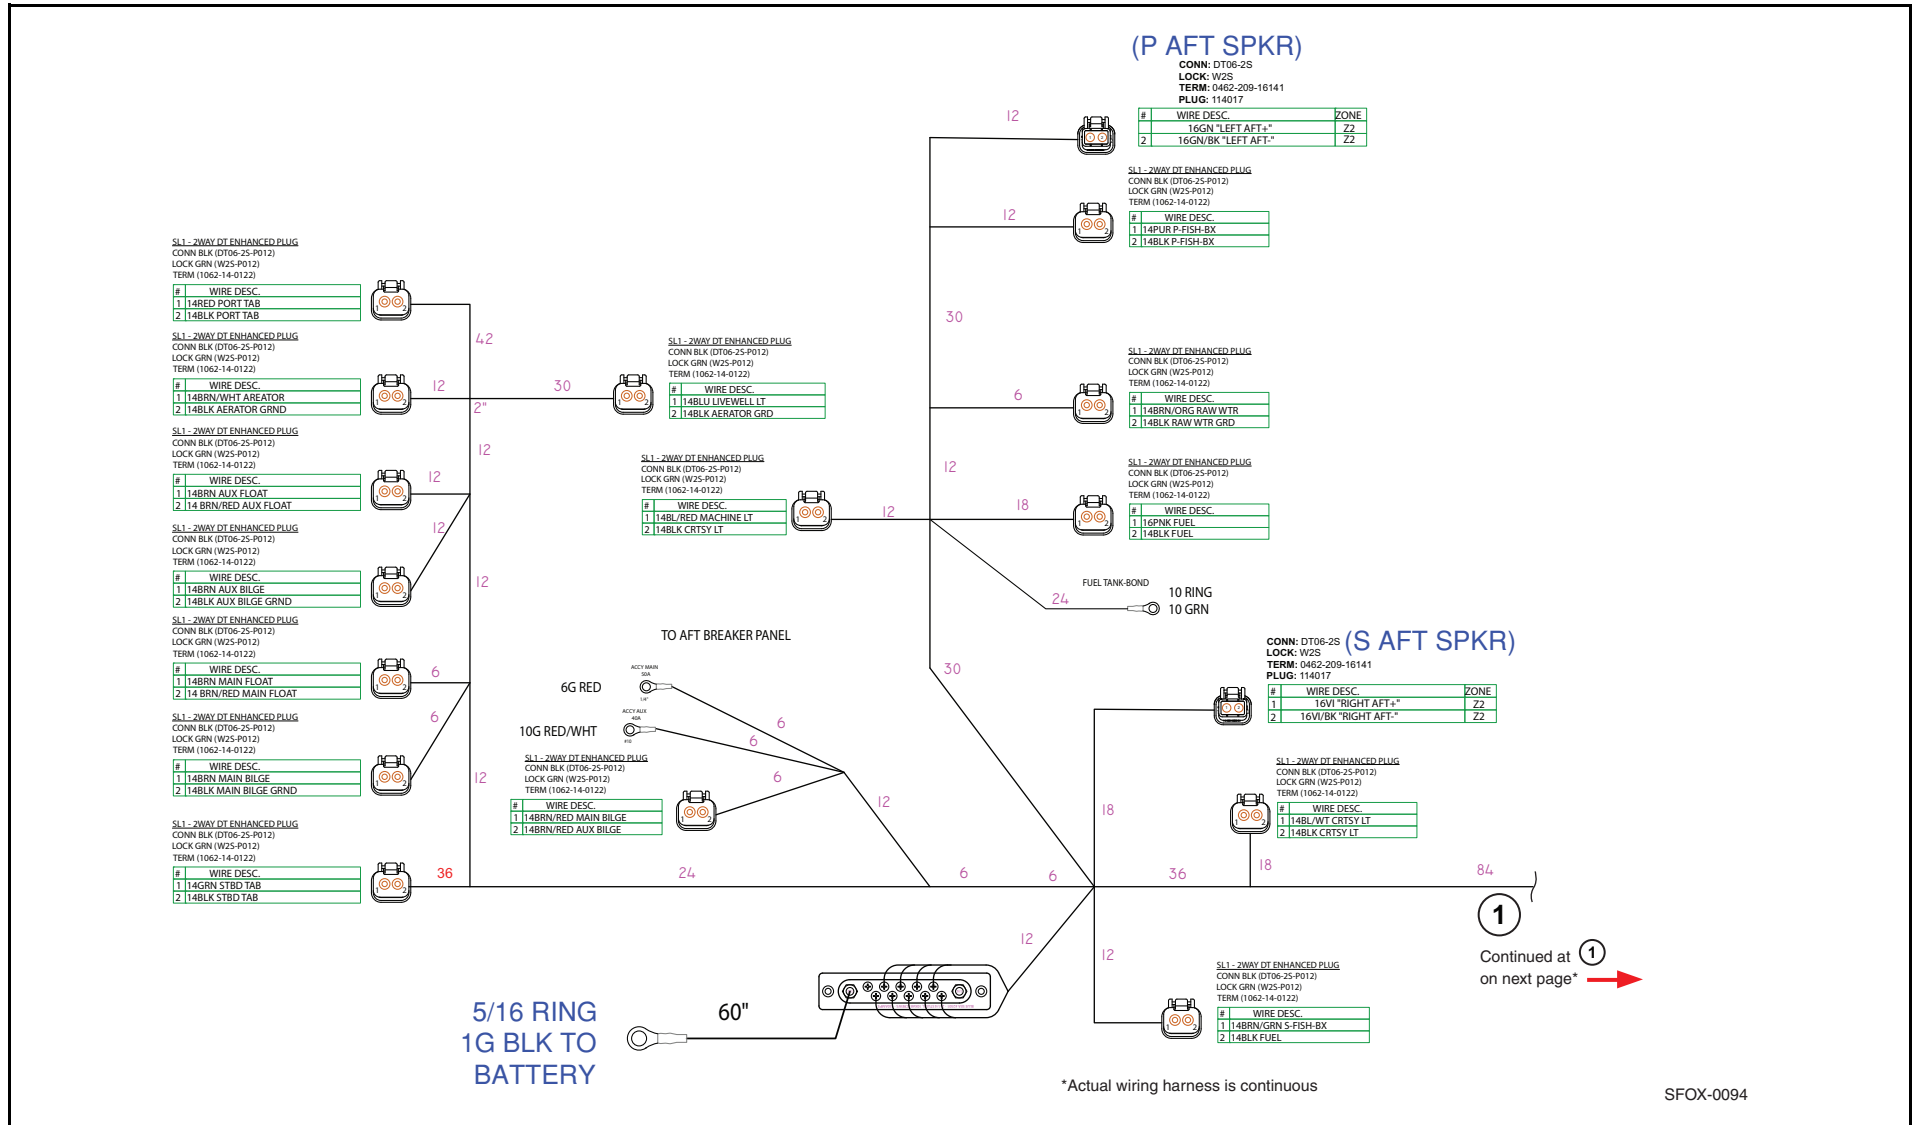 (P AFT SPKR)
CONN: DT06-2S
LOCK: W2S
TERM: 0462-209-16141
PLUG: 114017
# WIRE DESC. ZONE
16GN "LEFT AFT+" Z2
2 16GN/BK "LEFT AFT-" Z2
12
SL1 - 2WAY DT ENHANCED PLUG
CONN BLK (DT06-2S-P012)
LOCK GRN (W2S-P012)
TERM (1062-14-0122)
# WIRE DESC.
1 14PUR P-FISH-BX
2 14BLK P-FISH-BX
12
30
SL1 - 2WAY DT ENHANCED PLUG
CONN BLK (DT06-2S-P012)
LOCK GRN (W2S-P012)
TERM (1062-14-0122)
# WIRE DESC.
1 14RED PORT TAB
2 14BLK PORT TAB
42
SL1 - 2WAY DT ENHANCED PLUG
CONN BLK (DT06-2S-P012)
LOCK GRN (W2S-P012)
TERM (1062-14-0122)
# WIRE DESC.
1 14BRN/WHT AREATOR
2 14BLK AERATOR GRND
12
2"
30
SL1 - 2WAY DT ENHANCED PLUG
CONN BLK (DT06-2S-P012)
LOCK GRN (W2S-P012)
TERM (1062-14-0122)
# WIRE DESC.
1 14BLU LIVEWELL LT
2 14BLK AERATOR GRD
SL1 - 2WAY DT ENHANCED PLUG
CONN BLK (DT06-2S-P012)
LOCK GRN (W2S-P012)
TERM (1062-14-0122)
# WIRE DESC.
1 14BRN/ORG RAW WTR
2 14BLK RAW WTR GRD
6
12
SL1 - 2WAY DT ENHANCED PLUG
CONN BLK (DT06-2S-P012)
LOCK GRN (W2S-P012)
TERM (1062-14-0122)
# WIRE DESC.
1 14BRN AUX FLOAT
2 14 BRN/RED AUX FLOAT
12
12
12
SL1 - 2WAY DT ENHANCED PLUG
CONN BLK (DT06-2S-P012)
LOCK GRN (W2S-P012)
TERM (1062-14-0122)
# WIRE DESC.
1 14BL/RED MACHINE LT
2 14BLK CRTSY LT
12
SL1 - 2WAY DT ENHANCED PLUG
CONN BLK (DT06-2S-P012)
LOCK GRN (W2S-P012)
TERM (1062-14-0122)
# WIRE DESC.
1 16PNK FUEL
2 14BLK FUEL
18
SL1 - 2WAY DT ENHANCED PLUG
CONN BLK (DT06-2S-P012)
LOCK GRN (W2S-P012)
TERM (1062-14-0122)
# WIRE DESC.
1 14BRN AUX BILGE
2 14BLK AUX BILGE GRND
12
FUEL TANK-BOND
24
10 RING
10 GRN
SL1 - 2WAY DT ENHANCED PLUG
CONN BLK (DT06-2S-P012)
LOCK GRN (W2S-P012)
TERM (1062-14-0122)
# WIRE DESC.
1 14BRN MAIN FLOAT
2 14 BRN/RED MAIN FLOAT
6
6
TO AFT BREAKER PANEL
ACCY MAIN
50A
6G RED
1/4"
ACCY AUX
40A
10G RED/WHT
#10
6
6
6
30
(S AFT SPKR)
CONN: DT06-2S
LOCK: W2S
TERM: 0462-209-16141
PLUG: 114017
# WIRE DESC. ZONE
1 16VI "RIGHT AFT+" Z2
2 16VI/BK "RIGHT AFT-" Z2
SL1 - 2WAY DT ENHANCED PLUG
CONN BLK (DT06-2S-P012)
LOCK GRN (W2S-P012)
TERM (1062-14-0122)
# WIRE DESC.
1 14BRN MAIN BILGE
2 14BLK MAIN BILGE GRND
12
SL1 - 2WAY DT ENHANCED PLUG
CONN BLK (DT06-2S-P012)
LOCK GRN (W2S-P012)
TERM (1062-14-0122)
# WIRE DESC.
1 14BRN/RED MAIN BILGE
2 14BRN/RED AUX BILGE
12
18
SL1 - 2WAY DT ENHANCED PLUG
CONN BLK (DT06-2S-P012)
LOCK GRN (W2S-P012)
TERM (1062-14-0122)
# WIRE DESC.
1 14BL/WT CRTSY LT
2 14BLK CRTSY LT
SL1 - 2WAY DT ENHANCED PLUG
CONN BLK (DT06-2S-P012)
LOCK GRN (W2S-P012)
TERM (1062-14-0122)
# WIRE DESC.
1 14GRN STBD TAB
2 14BLK STBD TAB
36
24
6
6
36
18
84
1
Continued at 1
on next page*
12
12
5/16 RING
1G BLK TO
BATTERY
60"
SL1 - 2WAY DT ENHANCED PLUG
CONN BLK (DT06-2S-P012)
LOCK GRN (W2S-P012)
TERM (1062-14-0122)
# WIRE DESC.
1 14BRN/GRN S-FISH-BX
2 14BLK FUEL
*Actual wiring harness is continuous
SFOX-0094